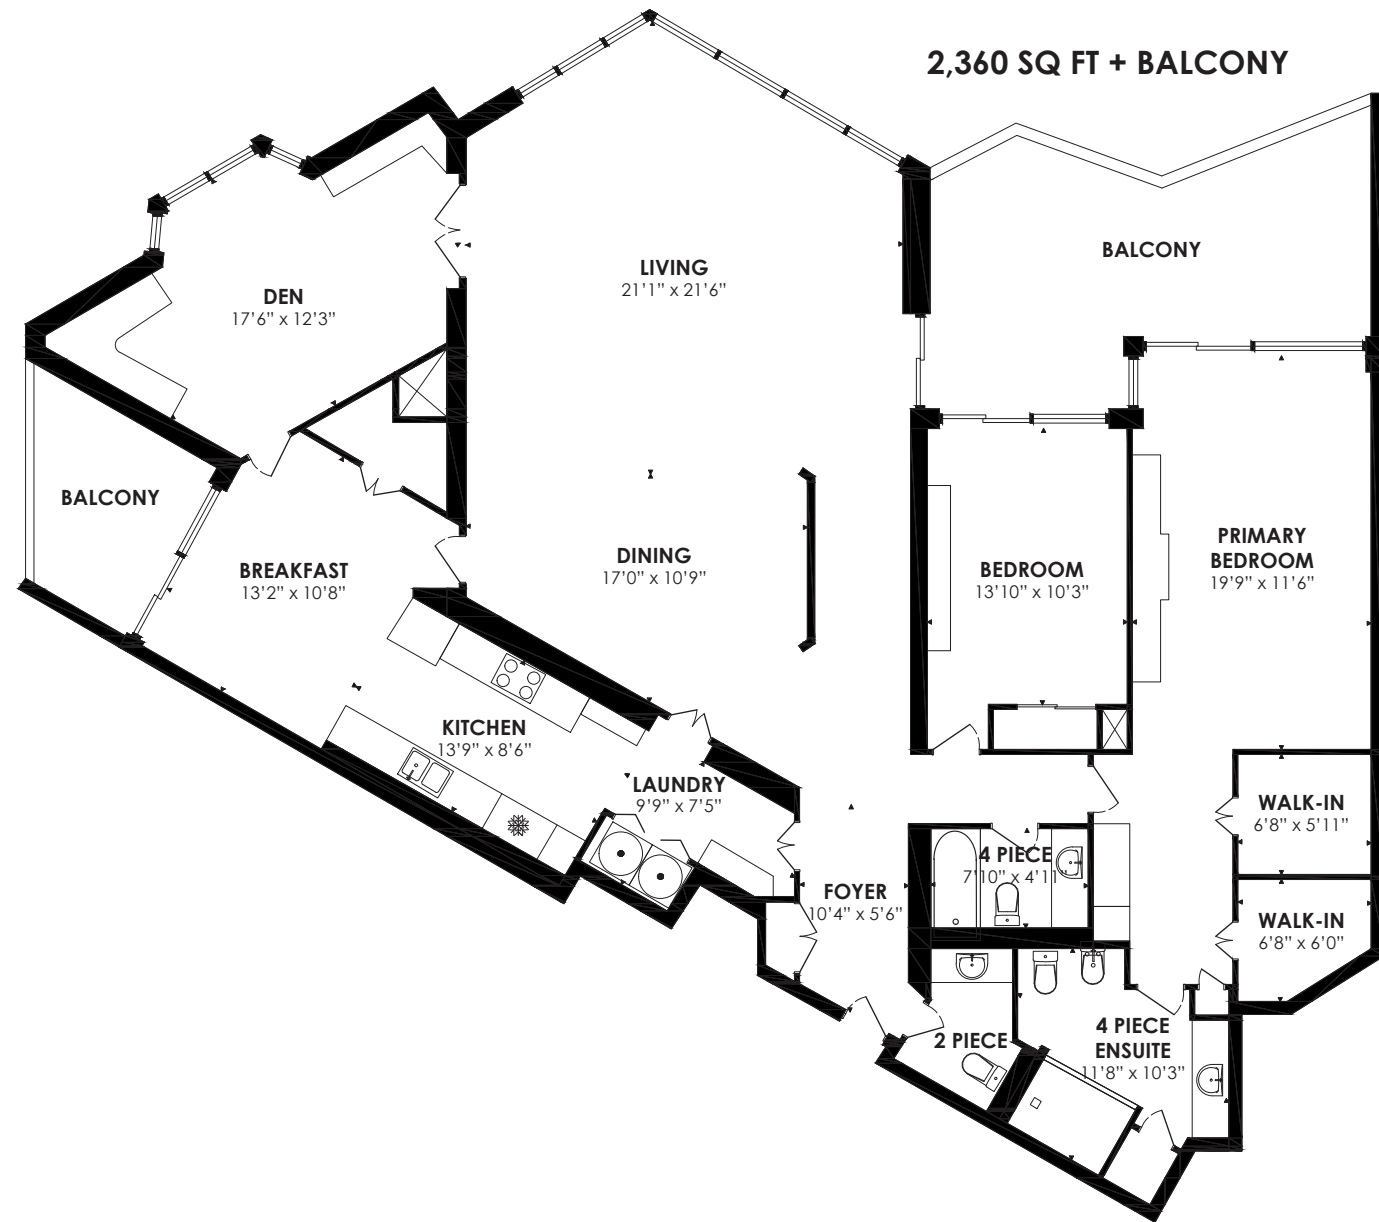 2,360 SQ FT + BALCONY
BALCONY
LIVING
21'1" x 21'6"
DEN
17'6" x 12'3"
BALCONY
BREAKFAST
13'2" x 10'8"
DINING
17'0" x 10'9"
BEDROOM
13'10" x 10'3"
PRIMARY
BEDROOM
19'9" x 11'6"
KITCHEN
13'9" x 8'6"
LAUNDRY
9'9" x 7'5"
WALK-IN
6'8" x 5'11"
4 PIECE
7'10" x 4'11"
FOYER
10'4" x 5'6"
WALK-IN
6'8" x 6'0"
2 PIECE
4 PIECE
ENSUITE
11'8" x 10'3"